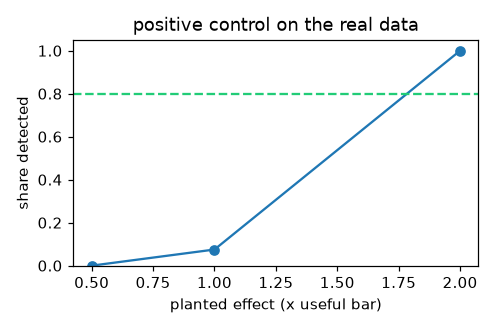 positive control on the real data
share detected
1.0
0.8
0.6
0.4
0.2
0.0
0.50 0.75 1.00 1.25 1.50 1.75 2.00
planted effect (x useful bar)